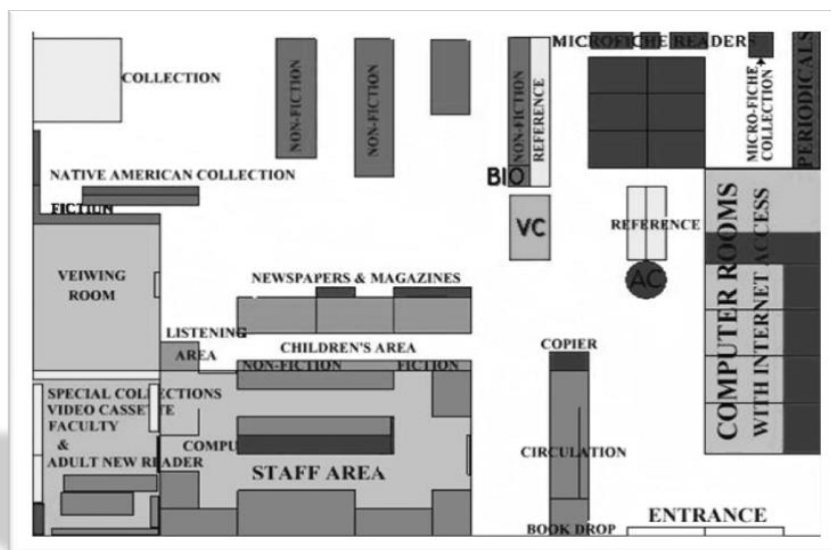 MICROFICHE READERS
COLLECTION
NON-FICTION
NON-FICTION
NON-FICTION
REFERENCE
MICRO-FICHE
COLLECTION
PERIODICALS
NATIVE AMERICAN COLLECTION
BIO
FICTION
VC
REFERENCE
VEIWING
ROOM
AC
COMPUTER ROOMS
WITH INTERNET ACCESS
NEWSPAPERS & MAGAZINES
LISTENING
AREA
CHILDREN'S AREA
NON-FICTION
FICTION
COPIER
SPECIAL COLLECTIONS
VIDEO CASSETTE
FACULTY
&
ADULT NEW READER
COMPU
STAFF AREA
CIRCULATION
ENTRANCE
BOOK DROP